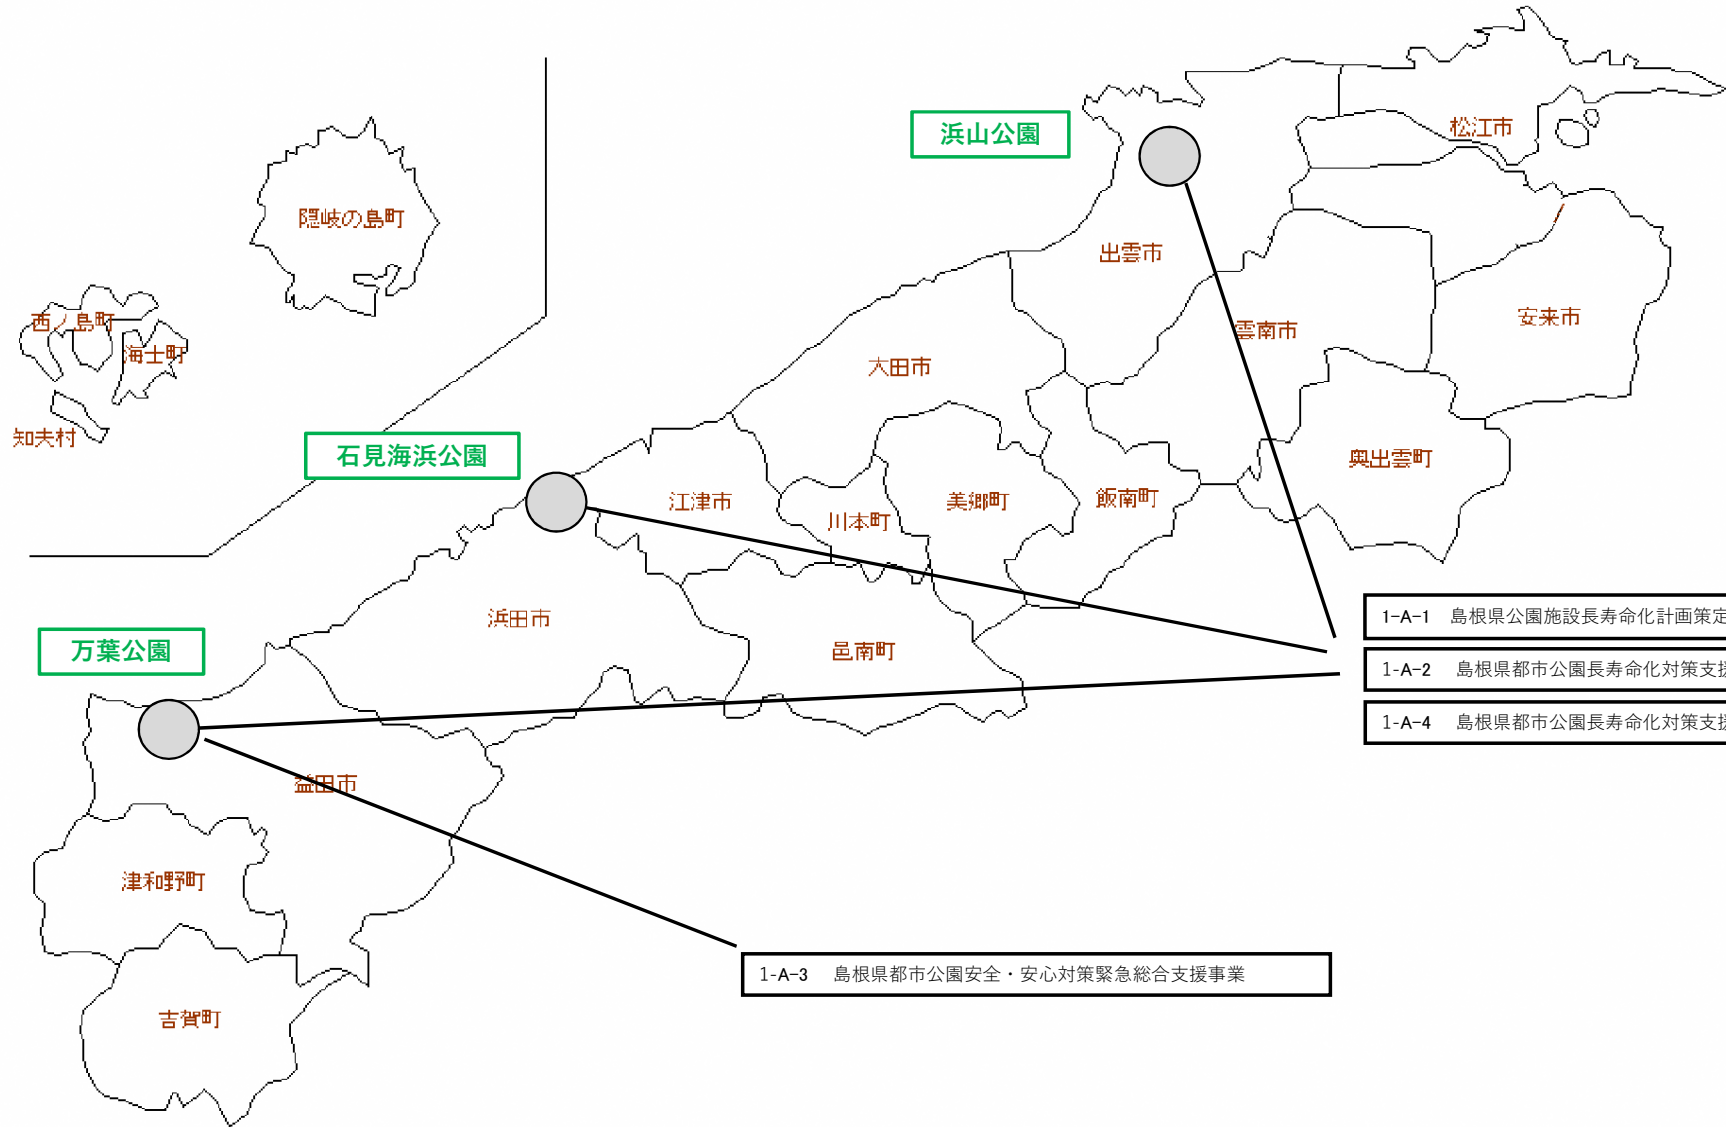 浜山公園
松江市
隠岐の島町
出雲市
西ノ島町
安来市
雲南市
海士町
大田市
知夫村
石見海浜公園
奥出雲町
江津市
美郷町
飯南町
川本町
1-A-1 島根県公園施設長寿命化計画策定
浜田市
万葉公園
邑南町
1-A-2 島根県都市公園長寿命化対策支援
1-A-4 島根県都市公園長寿命化対策支援
益田市
津和野町
1-A-3 島根県都市公園安全・安心対策緊急総合支援事業
吉賀町